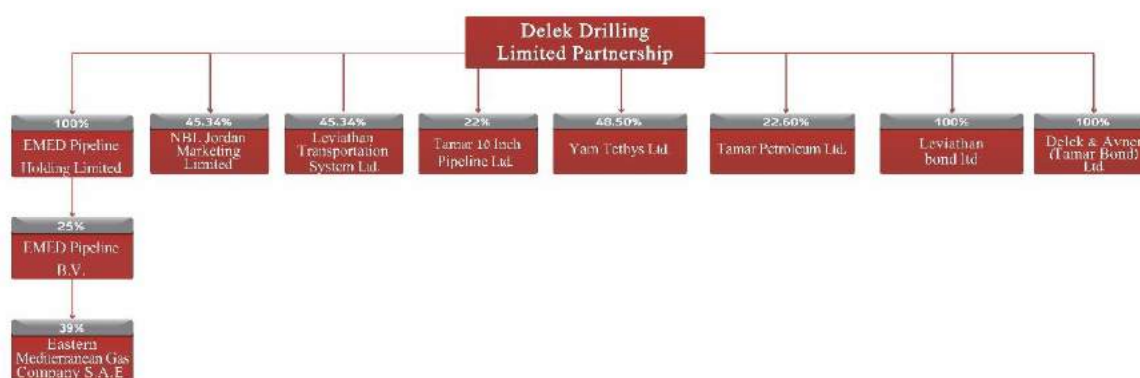 Delek Drilling
Limited Partnership
100%
EMED Pipeline
Holding Limited
45.34%
NBL Jordan
Marketing
Limited
45.34%
Leviathan
Transportation
System Ltd.
22%
Tamar 10 Inch
Pipeline Ltd.
48.50%
Yam Tethys Ltd.
22.60%
Tamar Petroleum Ltd.
100%
Leviathan
bond ltd
100%
Delek & Avner
(Tamar Bond)
Ltd
25%
EMED Pipeline
B.V.
39%
Eastern
Mediterranean Gas
Company S.A.E